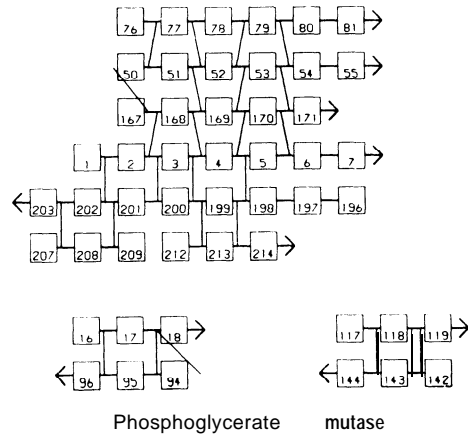 76 77 78 79 80 81
50 51 52 53 54 55
167 168 169 170 171
1 2 3 4 5 6 7
203 202 201 200 199 198 197 196
207 208 209 212 213 214
16 17 18 117 118 119
96 95 94 144 143 142
Phosphoglycerate mutase